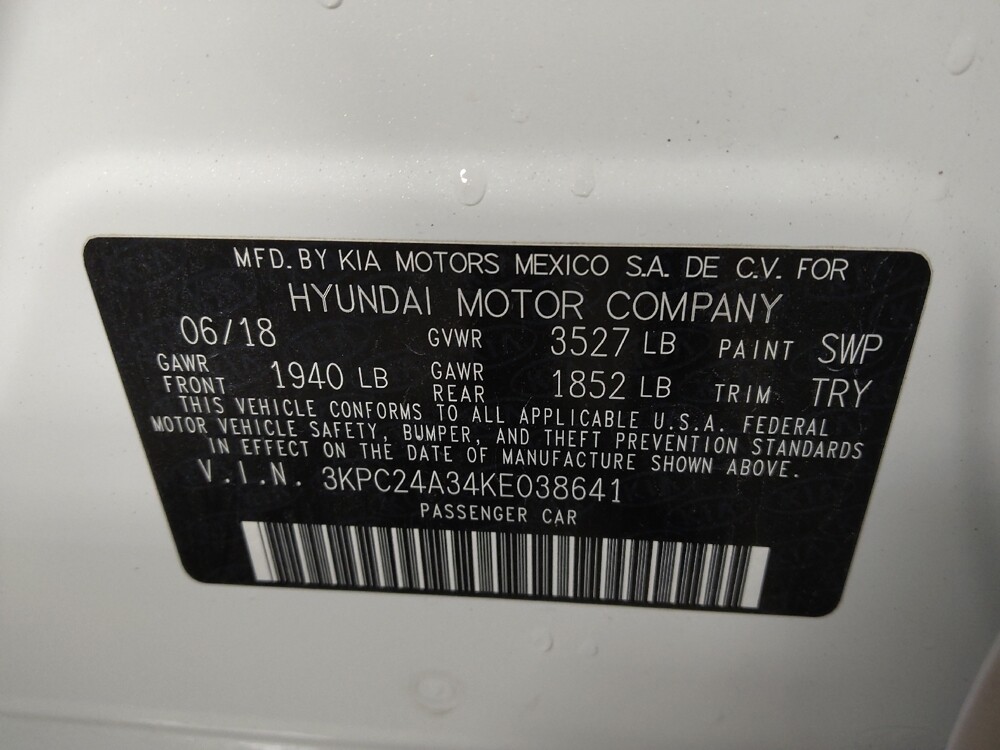 MFD. BY KIA MOTORS MEXICO S.A. DE C.V. FOR
HYUNDAI MOTOR COMPANY
06/18 GVWR 3527 LB PAINT SWP
GAWR FRONT 1940 LB GAWR REAR 1852 LB TRIM TRY
THIS VEHICLE CONFORMS TO ALL APPLICABLE U.S.A. FEDERAL
MOTOR VEHICLE SAFETY, BUMPER, AND THEFT PREVENTION STANDARDS
IN EFFECT ON THE DATE OF MANUFACTURE SHOWN ABOVE.
V.I.N. 3KPC24A34KE038641
PASSENGER CAR